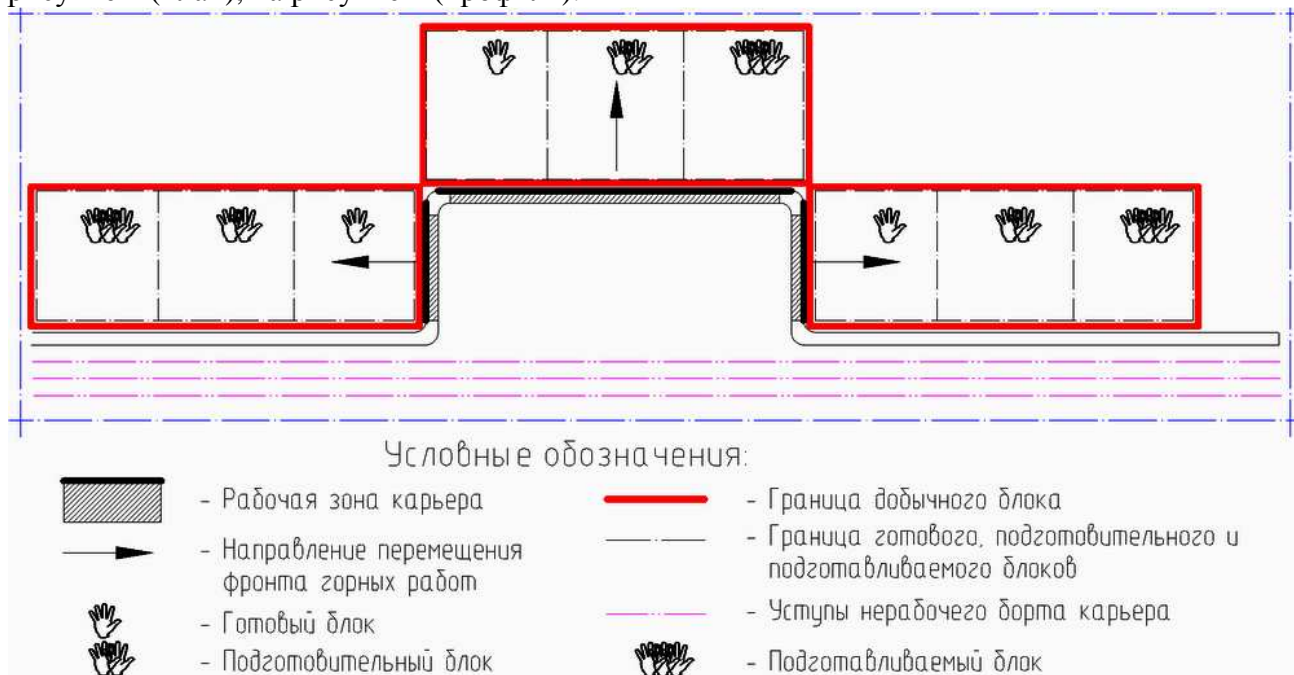 Условные обозначения:
- Рабочая зона карьера
- Направление перемещения
фронта горных работ
- Готовый блок
- Подготовительный блок
- Граница добычного блока
- Граница готового, подготовительного и
подготавливаемого блоков
- Уступы нерабочего борта карьера
- Подготавливаемый блок